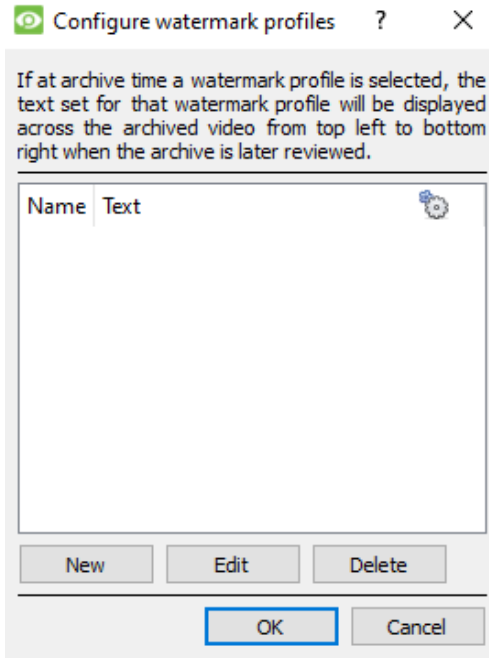 Configure watermark profiles ?
If at archive time a watermark profile is selected, the
text set for that watermark profile will be displayed
across the archived video from top left to bottom
right when the archive is later reviewed.
Name Text
New Edit Delete
OK Cancel